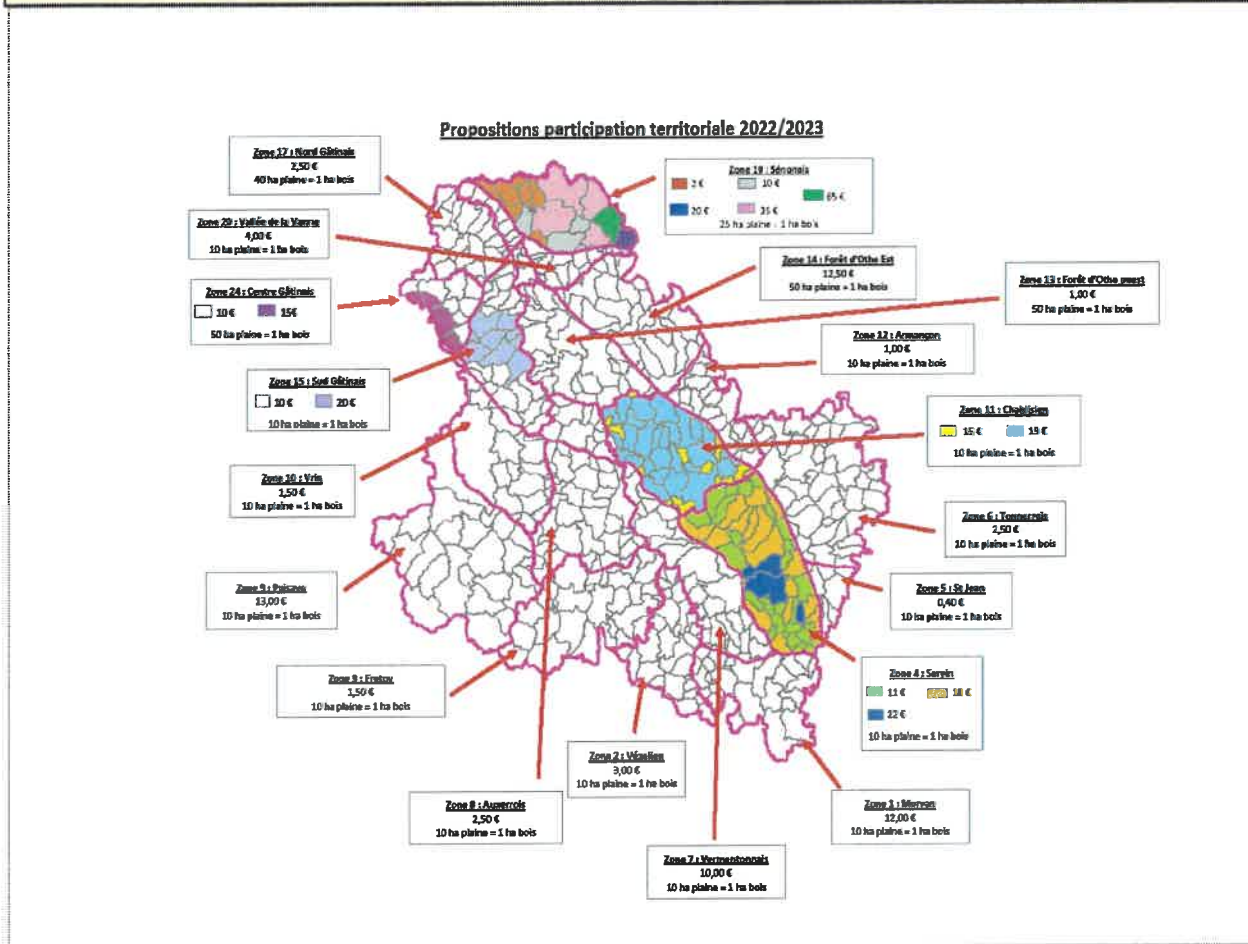 Propositions participation territoriale 2022/2023
Zone 17 : Nord Gâtinais
2,50 €
40 ha plaine = 1 ha bois
Zone 19 : Sénonais
2 €
10 €
65 €
20 €
35 €
25 ha plaine = 1 ha bois
Zone 20 : Vallée de la Vanne
4,00 €
10 ha plaine = 1 ha bois
Zone 14 : Forêt d'Othe Est
12,50 €
50 ha plaine = 1 ha bois
Zone 13 : Forêt d'Othe ouest
1,00 €
50 ha plaine = 1 ha bois
Zone 24 : Centre Gâtinais
10 €
15€
50 ha plaine = 1 ha bois
Zone 12 : Armançon
1,00 €
10 ha plaine = 1 ha bois
Zone 15 : Sud Gâtinais
10 €
20 €
10 ha plaine = 1 ha bois
Zone 11 : Chablisien
15 €
19 €
10 ha plaine = 1 ha bois
Zone 10 : Vrin
1,50 €
10 ha plaine = 1 ha bois
Zone 6 : Tonnerrois
2,50 €
10 ha plaine = 1 ha bois
Zone : Puisaye
13,00 €
10 ha plaine = 1 ha bois
Zone 5 : St Jean
0,40 €
10 ha plaine = 1 ha bois
Zone 4 : Serein
11 €
18 €
22 €
10 ha plaine = 1 ha bois
Zone :
1,50 €
10 ha plaine = 1 ha bois
Zone 2 : Vézelien
3,00 €
10 ha plaine = 1 ha bois
Zone 8 : Auxerrois
2,50 €
10 ha plaine = 1 ha bois
Zone 1 : Morvan
12,00 €
10 ha plaine = 1 ha bois
Zone 7 : Vermentonnais
10,00 €
10 ha plaine = 1 ha bois